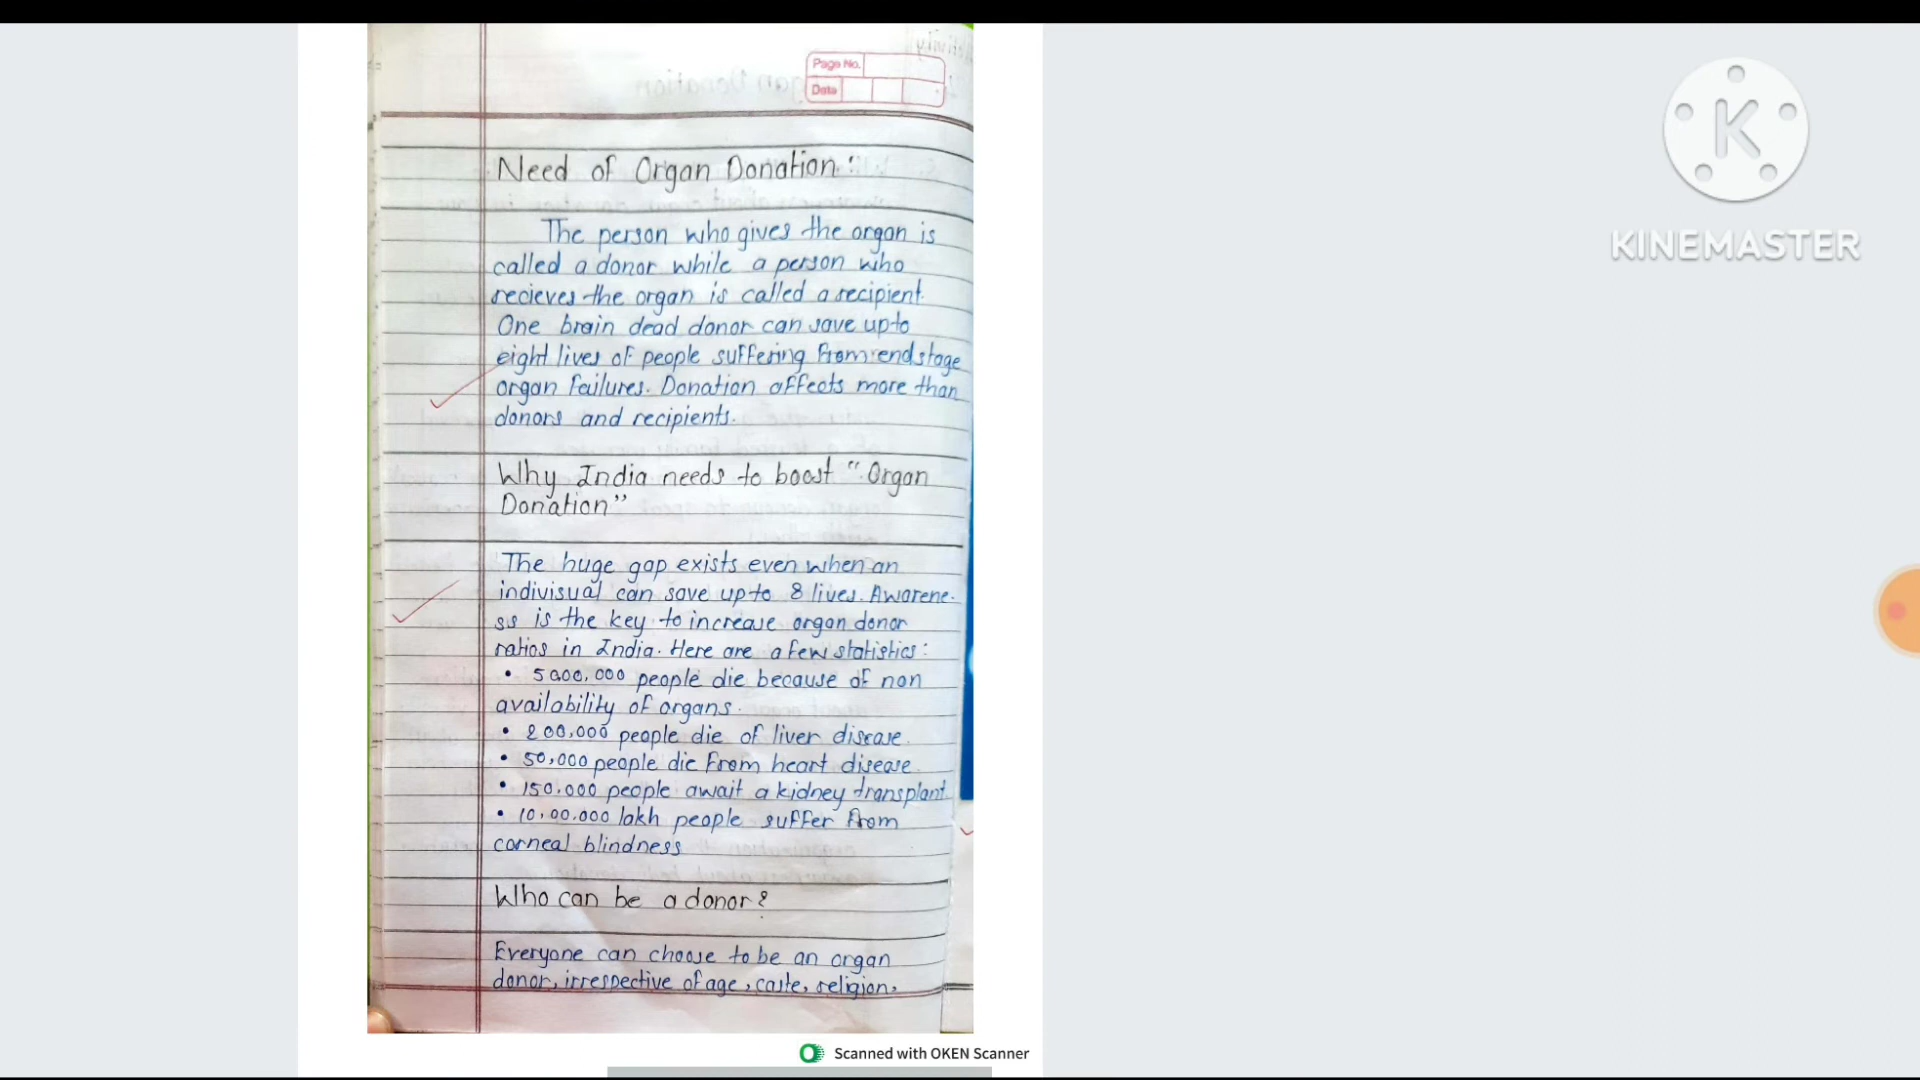 Page No.
Date
Need of Organ Donation :
The person who gives the organ is
called a donor while a person who
recieves the organ is called a recipient.
One brain dead donor can save upto
eight lives of people suffering from end stage
organ failures. Donation affects more than
donors and recipients.
Why India needs to boost "Organ
Donation"
The huge gap exists even when an
indivisual can save up to 8 lives. Awarene-
ss is the key to increase organ donor
ratios in India. Here are a few statistics:
• people die because of non
availability of organs.
• 200,000 people die of liver disease.
• 50,000 people die from heart disease.
• 150,000 people await a kidney transplant.
• 10,00,000 lakh people suffer from
corneal blindness
Who can be a donor?
Everyone can choose to be an organ
donor, irrespective of age, caste, religion,
Scanned with OKEN Scanner
K
KINEMASTER